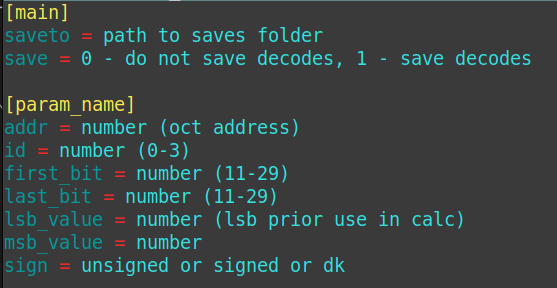 [main]
saveto = path to saves folder
save = 0 - do not save decodes, 1 - save decodes
[param_name]
addr = number (oct address)
id = number (0-3)
first_bit = number (11-29)
last_bit = number (11-29)
lsb_value = number (lsb prior use in calc)
msb_value = number
sign = unsigned or signed or dk